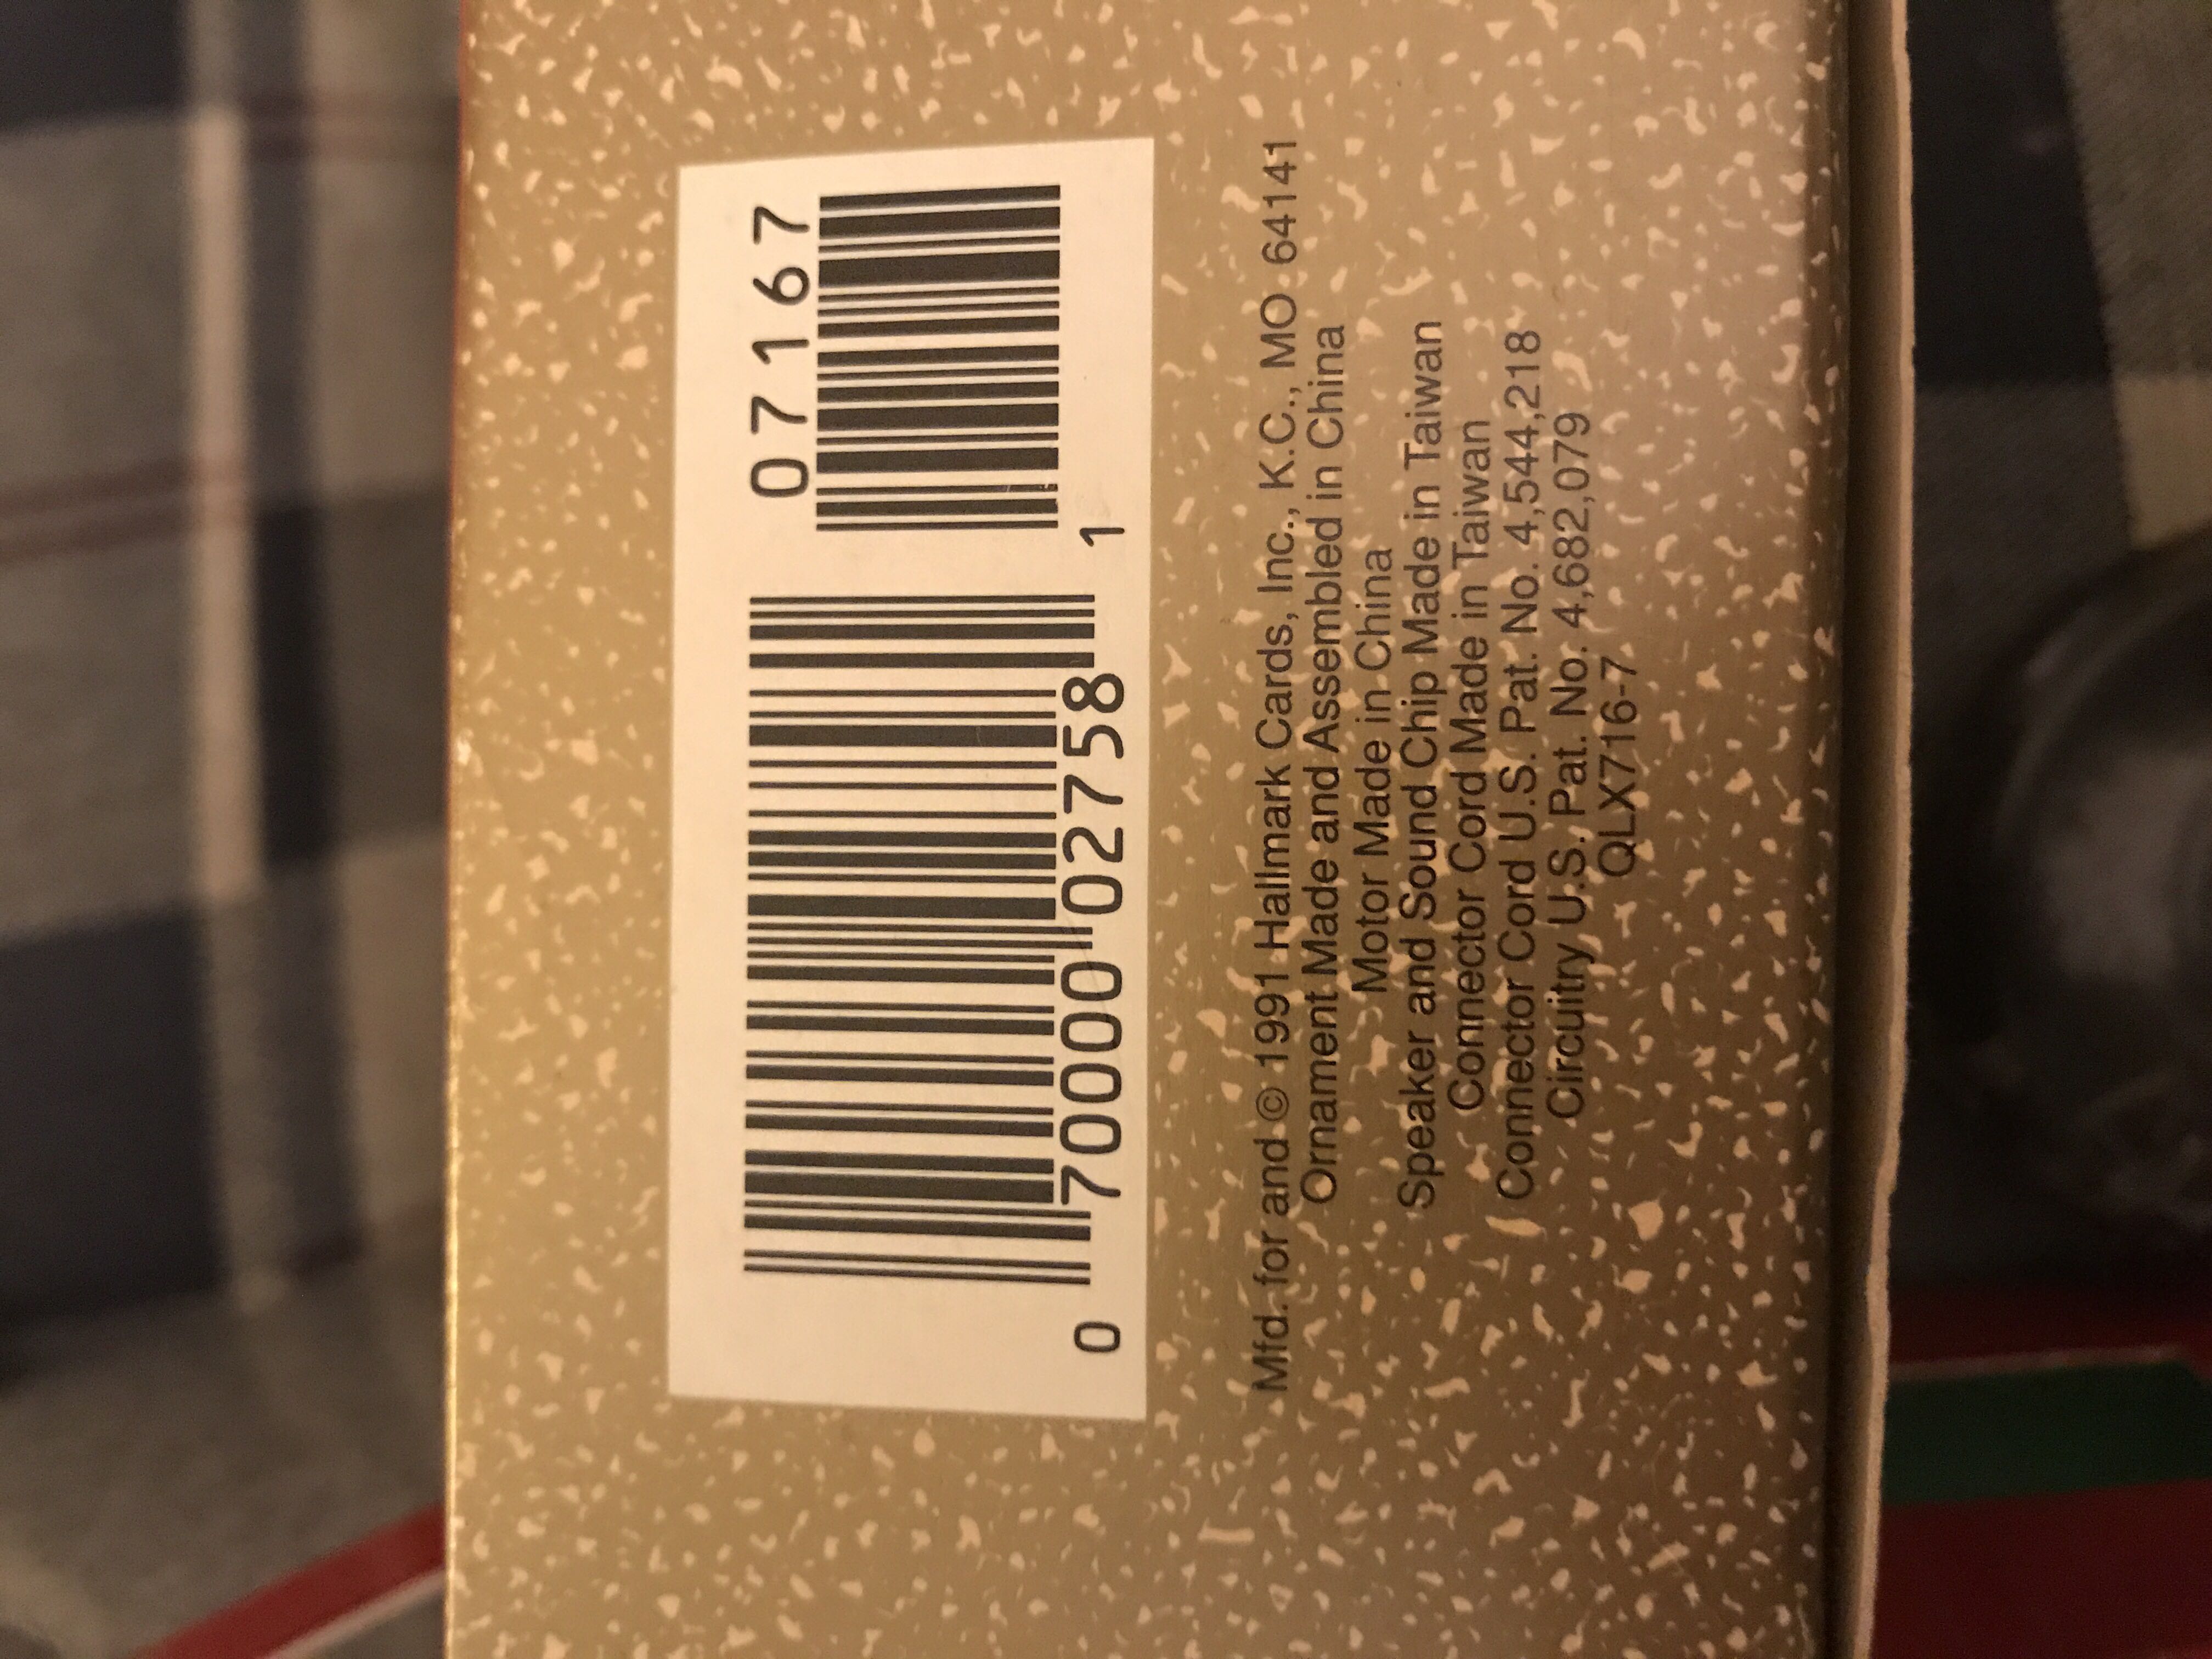 07167
0 70000 02758 1
Mfd. for and © 1991 Hallmark Cards, Inc., K.C., MO 64141
Ornament Made and Assembled in China
Motor Made in China
Speaker and Sound Chip Made in Taiwan
Connector Cord Made in Taiwan
Connector Cord U.S. Pat. No. 4,544,218
Circuitry U.S. Pat. No. 4,682,079
QLX716-7